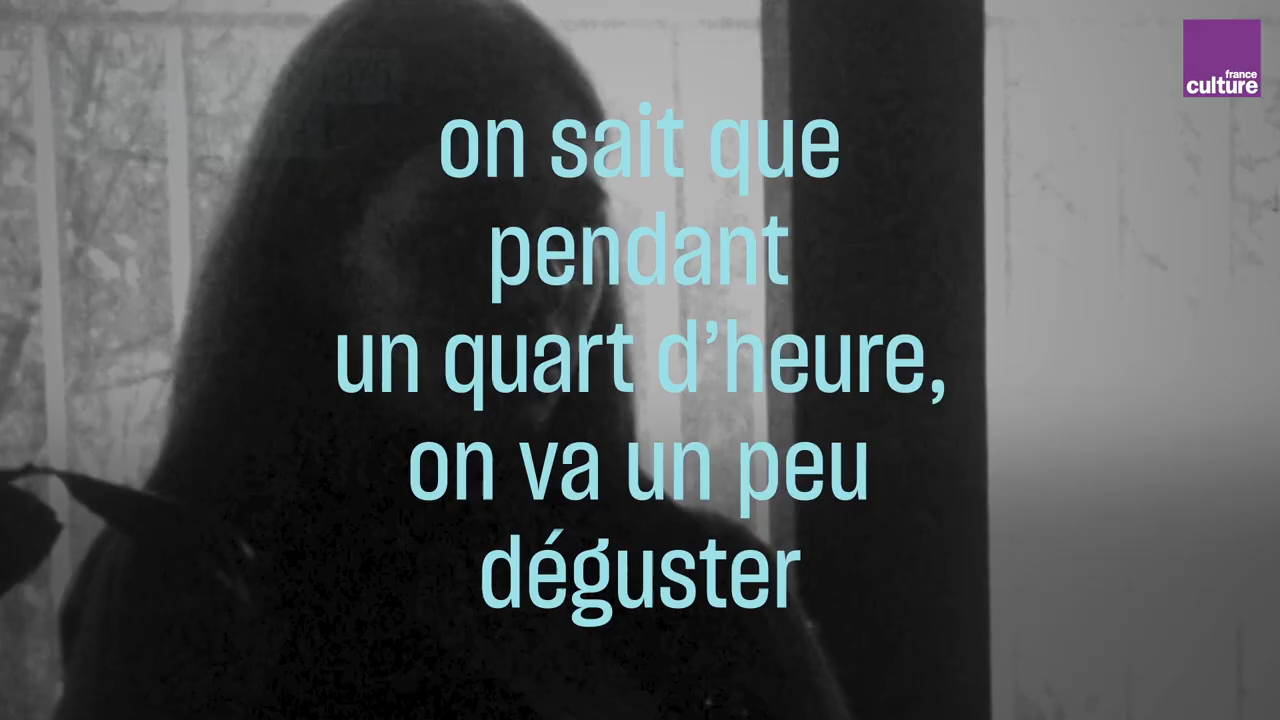 france
culture
on sait que
pendant
un quart d’heure,
on va un peu
déguster